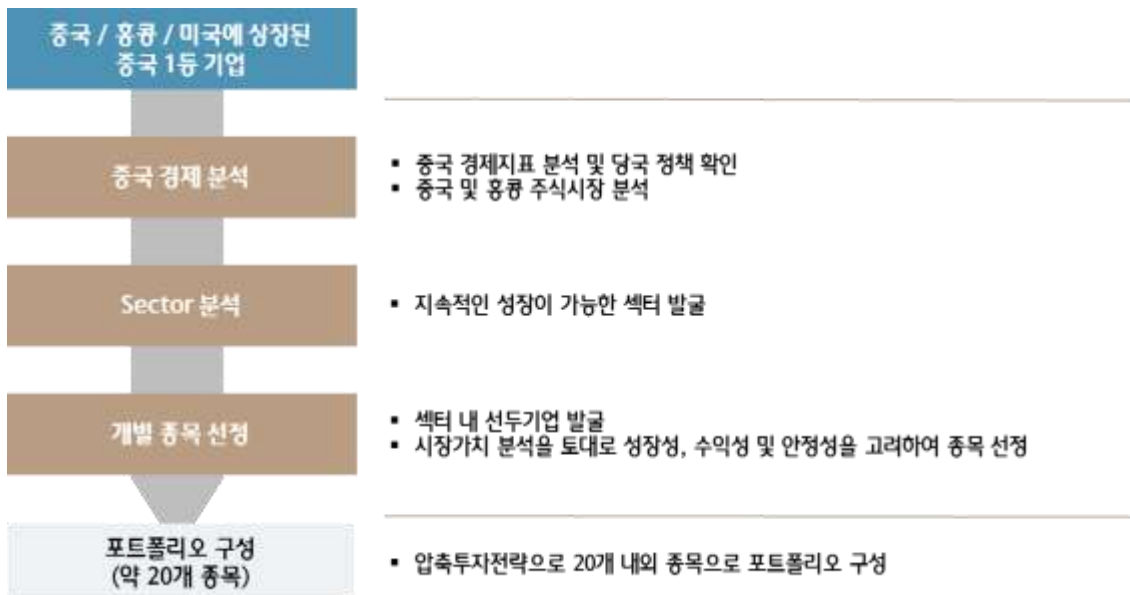 중국 / 홍콩 / 미국에 상장된
중국 1등 기업
중국 경제 분석
▪ 중국 경제지표 분석 및 당국 정책 확인
▪ 중국 및 홍콩 주식시장 분석
Sector 분석
▪ 지속적인 성장이 가능한 섹터 발굴
개별 종목 선정
▪ 섹터 내 선두기업 발굴
▪ 시장가치 분석을 토대로 성장성, 수익성 및 안정성을 고려하여 종목 선정
포트폴리오 구성
(약 20개 종목)
▪ 압축투자전략으로 20개 내외 종목으로 포트폴리오 구성